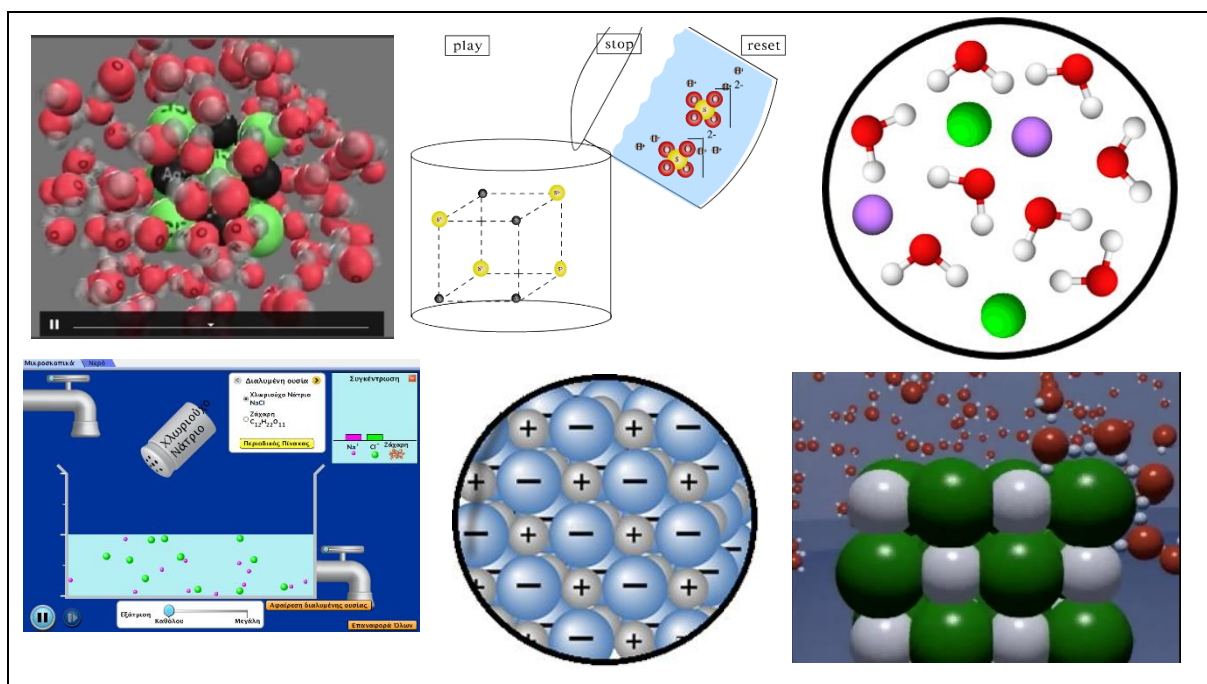 play
stop
reset
Ag+
2-
S
2-
S
Μικροσκοπικά
Νερό
Διαλυμένη ουσία
Χλωριούχο Νάτριο
NaCl
Ζάχαρη
C12H22O11
Περιοδικός Πίνακας
Συγκέντρωση
Na+
Cl-
Ζάχαρη
Χλωριούχο
Νάτριο
Εξάτμιση
Καθόλου
Μεγάλη
Αφαίρεση διαλυμένης ουσίας
Επαναφορά Όλων
+ − + − +
− + − + −
+ − + − +
− + − + −
+ − + − +